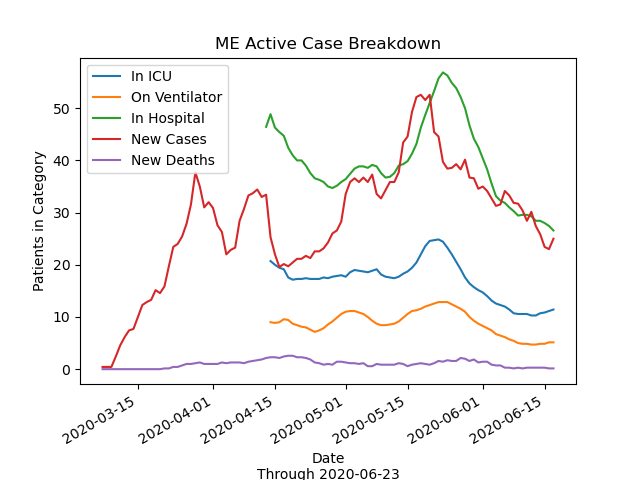 ME Active Case Breakdown
In ICU
On Ventilator
In Hospital
New Cases
New Deaths
Patients in Category
50
40
30
20
10
0
2020-03-15
2020-04-01
2020-04-15
2020-05-01
2020-05-15
2020-06-01
2020-06-15
Date
Through 2020-06-23